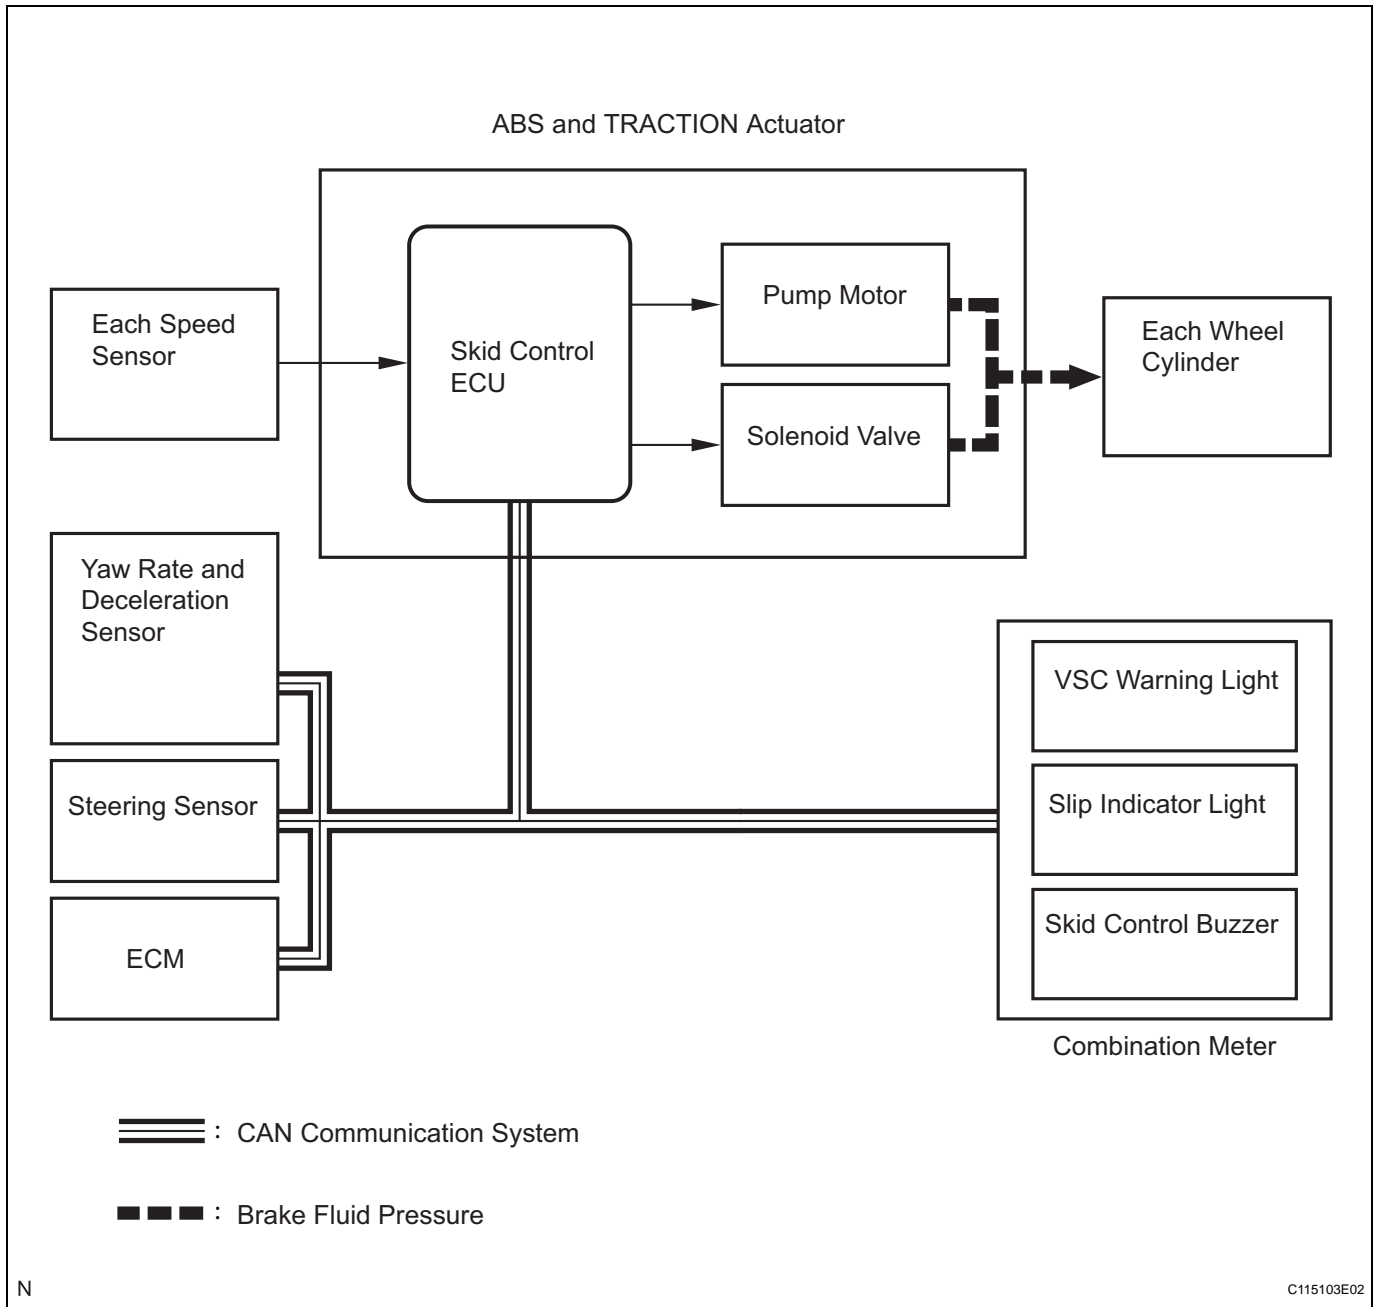 ABS and TRACTION Actuator
Each Speed
Sensor
Skid Control
ECU
Pump Motor
Solenoid Valve
Each Wheel
Cylinder
Yaw Rate and
Deceleration
Sensor
Steering Sensor
ECM
VSC Warning Light
Slip Indicator Light
Skid Control Buzzer
Combination Meter
: CAN Communication System
: Brake Fluid Pressure
N
C115103E02